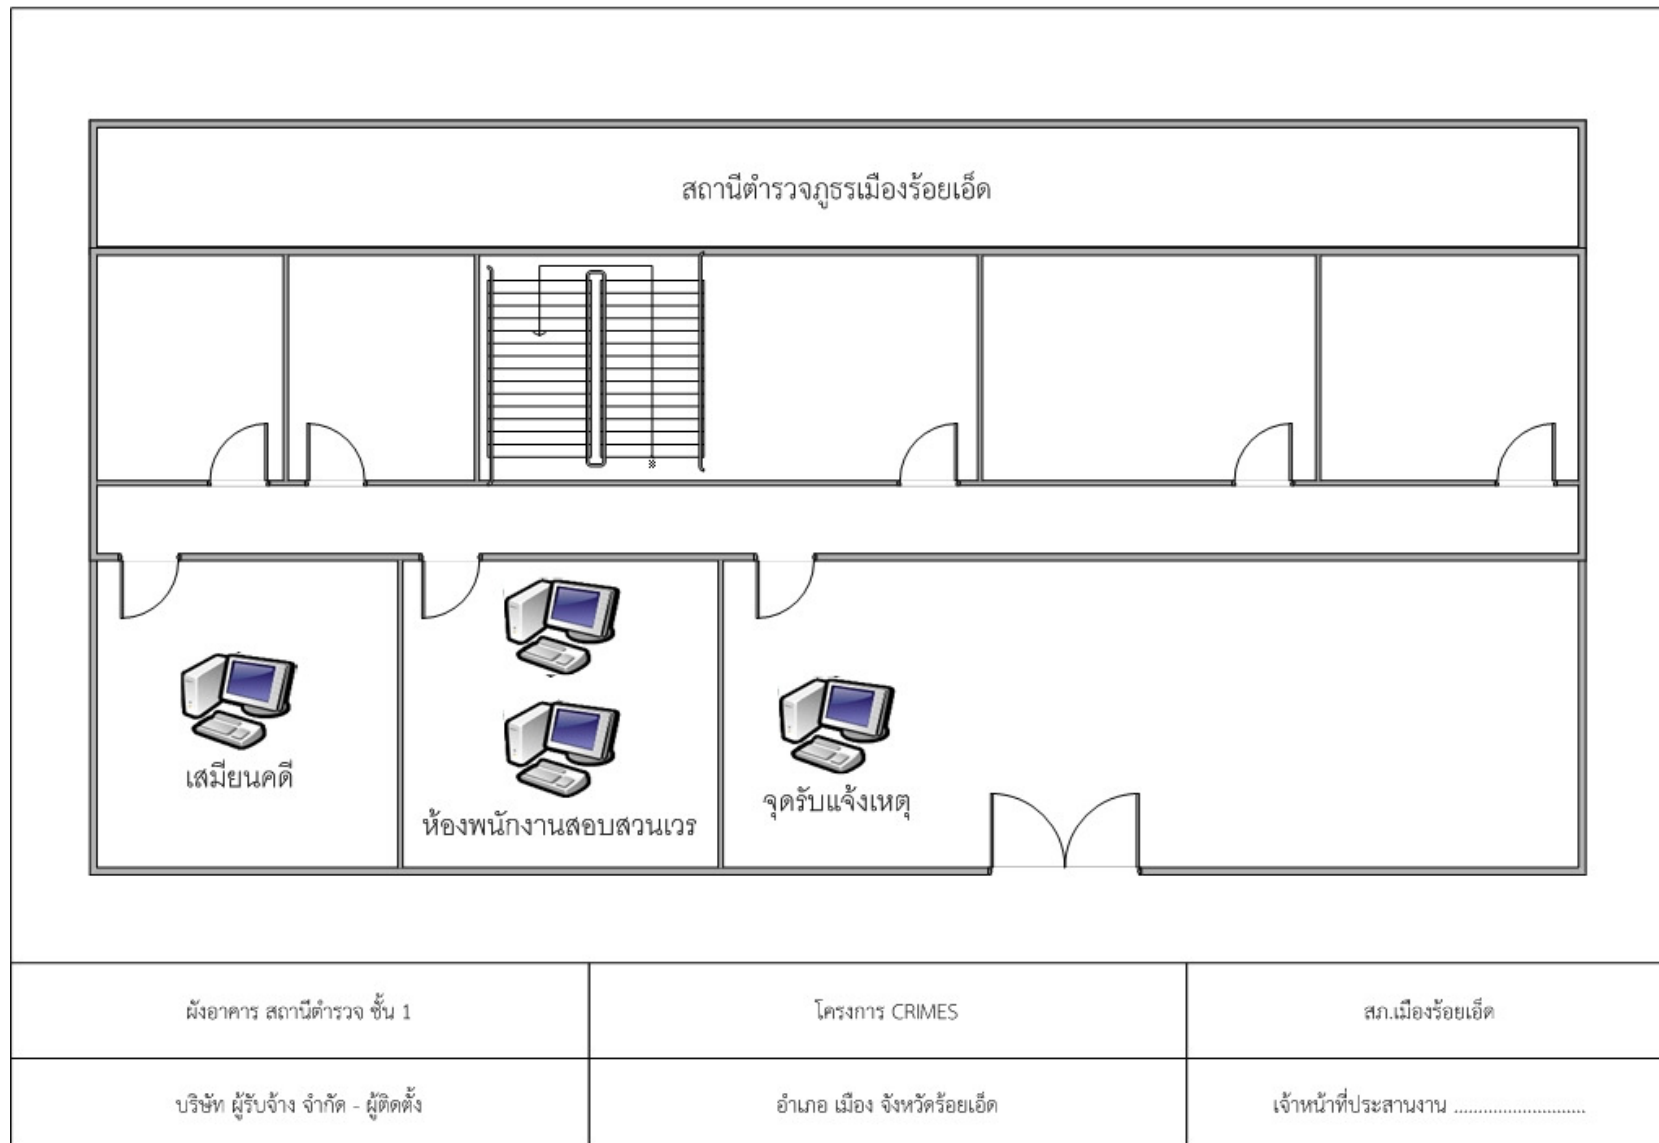 สถานีตำรวจภูธรเมืองร้อยเอ็ด
เสมียนคดี
ห้องพนักงานสอบสวนเวร
จุดรับแจ้งเหตุ
ผังอาคาร สถานีตำรวจ ชั้น 1
โครงการ CRIMES
สภ.เมืองร้อยเอ็ด
บริษัท ผู้รับจ้าง จำกัด - ผู้ติดตั้ง
อำเภอ เมือง จังหวัดร้อยเอ็ด
เจ้าหน้าที่ประสานงาน ...........................